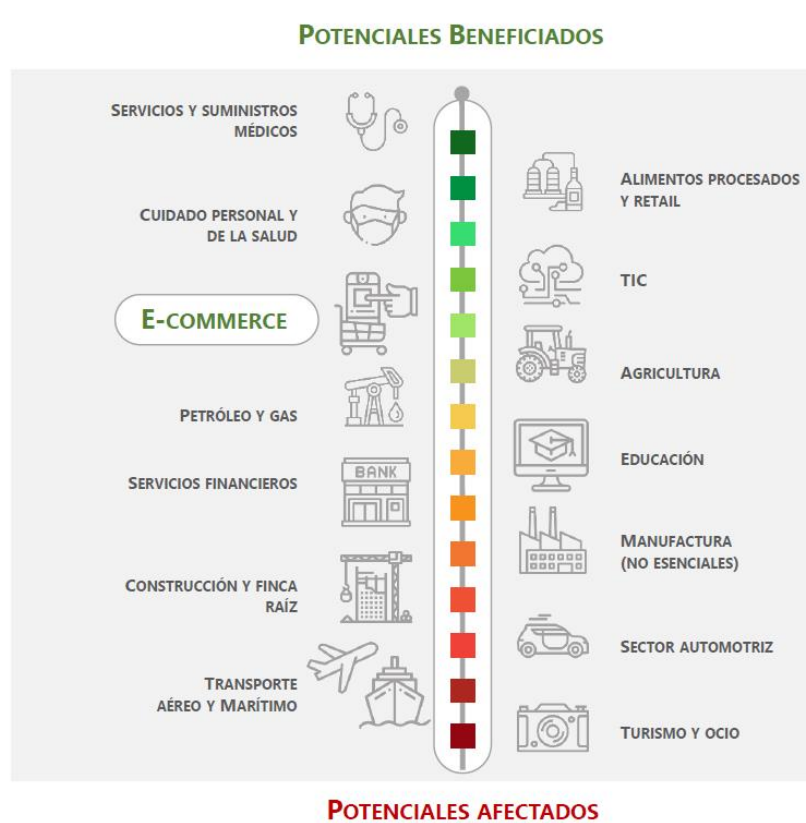 POTENCIALES BENEFICIADOS
SERVICIOS Y SUMINISTROS
MÉDICOS
ALIMENTOS PROCESADOS
Y RETAIL
CUIDADO PERSONAL Y
DE LA SALUD
TIC
E-COMMERCE
AGRICULTURA
PETRÓLEO Y GAS
EDUCACIÓN
SERVICIOS FINANCIEROS
BANK
MANUFACTURA
(NO ESENCIALES)
CONSTRUCCIÓN Y FINCA
RAÍZ
SECTOR AUTOMOTRIZ
TRANSPORTE
AÉREO Y MARÍTIMO
TURISMO Y OCIO
POTENCIALES AFECTADOS